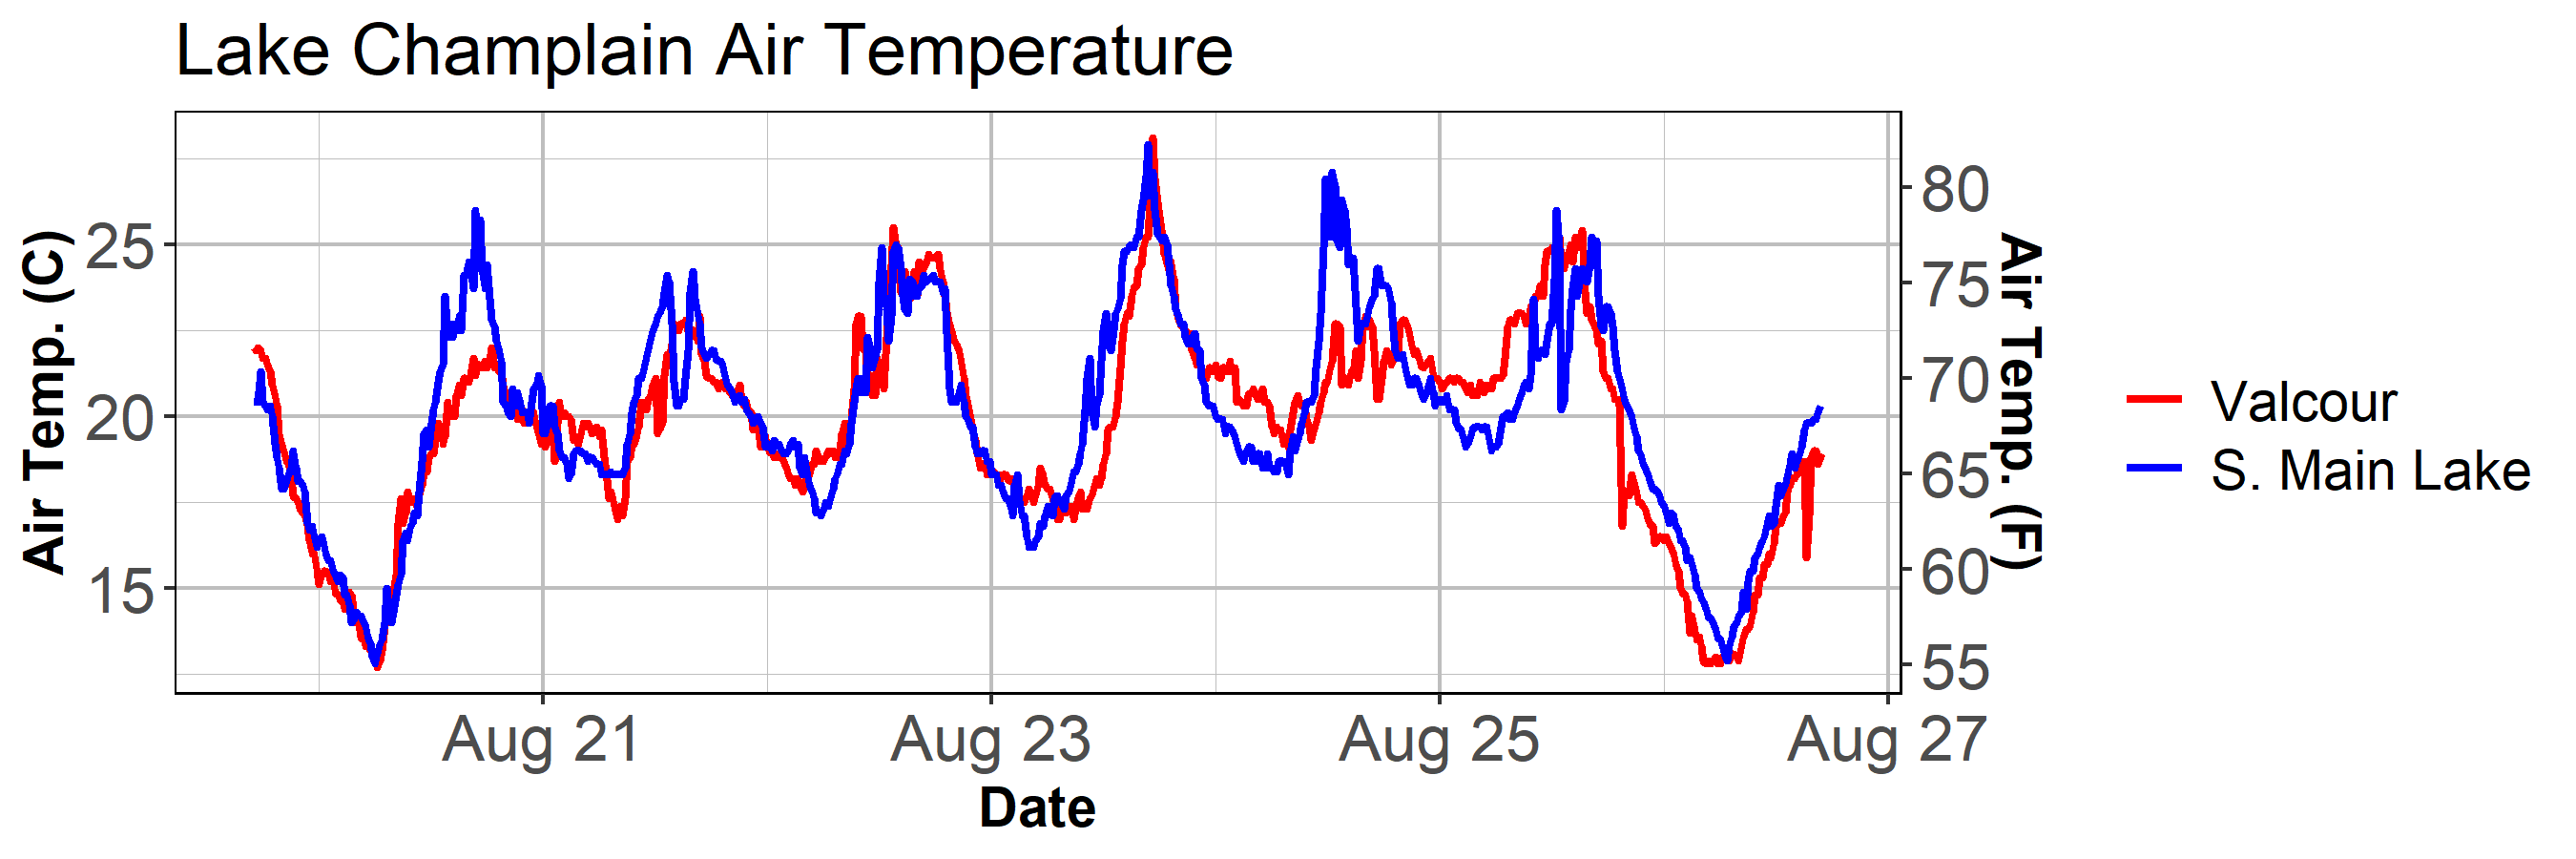 Lake Champlain Air Temperature
Air Temp. (C)
25
20
15
80
75
70
65
60
55
Air Temp. (F)
Aug 21
Aug 23
Aug 25
Aug 27
Date
Valcour
S. Main Lake